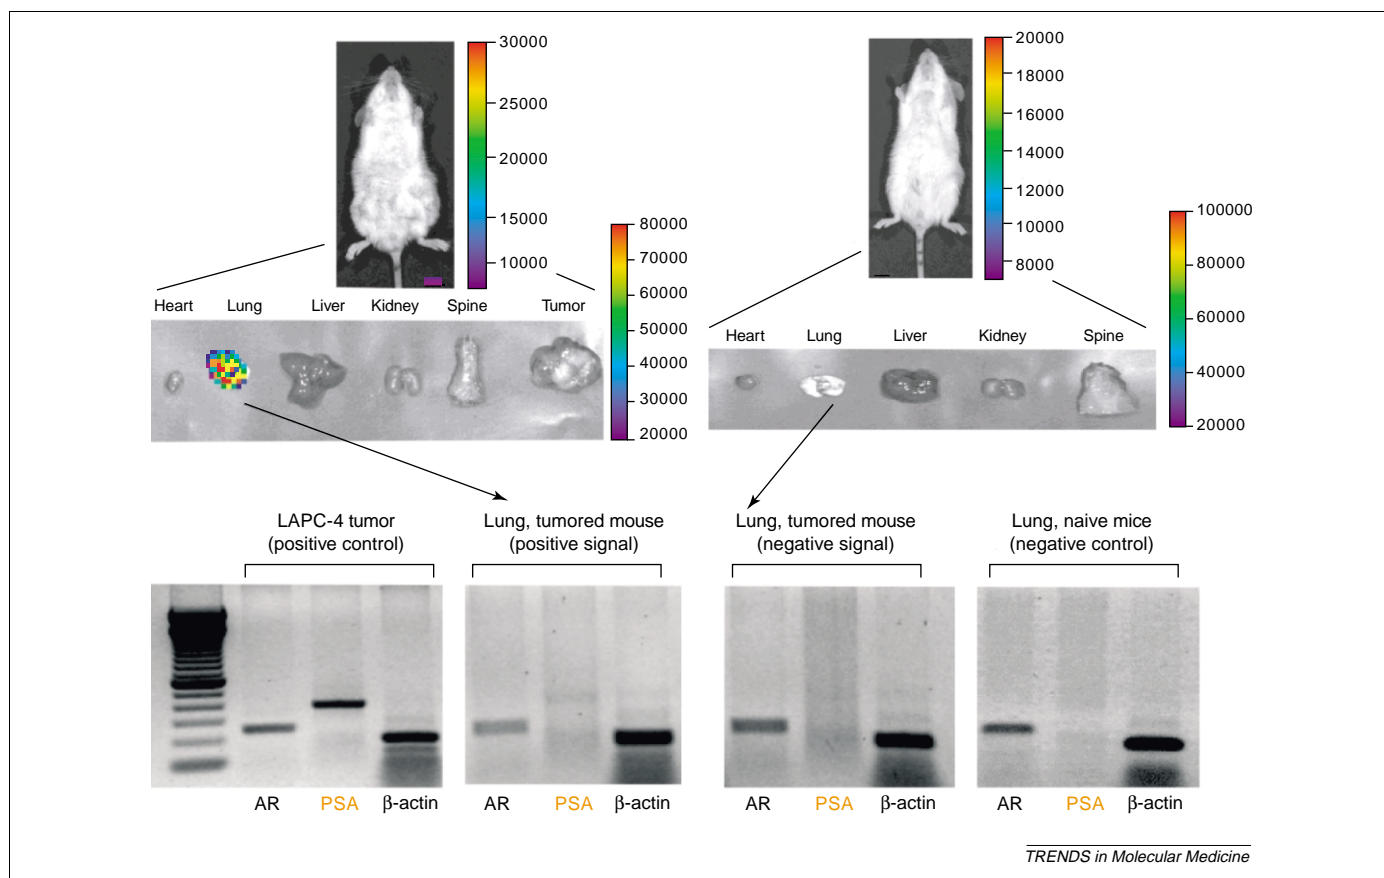 30000
25000
20000
15000
10000
20000
18000
16000
14000
12000
10000
8000
80000
70000
60000
50000
40000
30000
20000
100000
80000
60000
40000
20000
Heart Lung Liver Kidney Spine Tumor
Heart Lung Liver Kidney Spine
LAPC-4 tumor
(positive control)
Lung, tumored mouse
(positive signal)
Lung, tumored mouse
(negative signal)
Lung, naive mice
(negative control)
AR PSA β-actin
AR PSA β-actin
AR PSA β-actin
AR PSA β-actin
TRENDS in Molecular Medicine